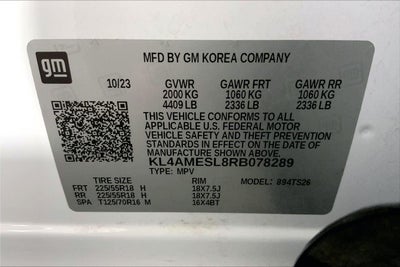 gm
MFD BY GM KOREA COMPANY
10/23 GVWR GAWR FRT GAWR RR
2000 KG 1060 KG 1060 KG
4409 LB 2336 LB 2336 LB
THIS VEHICLE CONFORMS TO ALL
APPLICABLE U.S. FEDERAL MOTOR
VEHICLE SAFETY AND THEFT PREVENTION
STANDARDS IN EFFECT ON THE DATE OF
MANUFACTURE SHOWN ABOVE.
KL4AMESL8RB078289
TYPE: MPV MODEL: 894TS26
TIRE SIZE RIM
FRT 225/55R18 H 18X7.5J
RR 225/55R18 H 18X7.5J
SPA T125/70R16 M 16X4BT